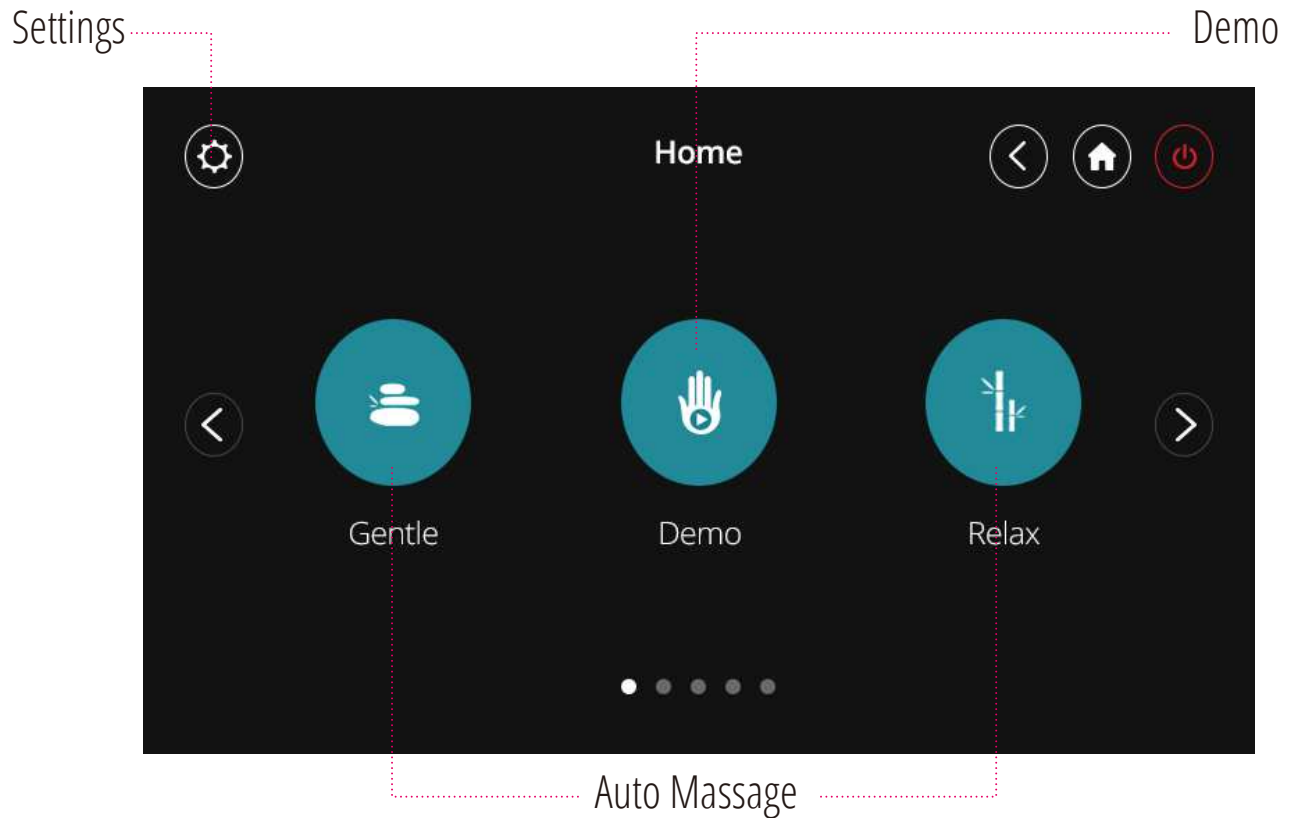 Settings
Demo
Home
Gentle
Demo
Relax
Auto Massage